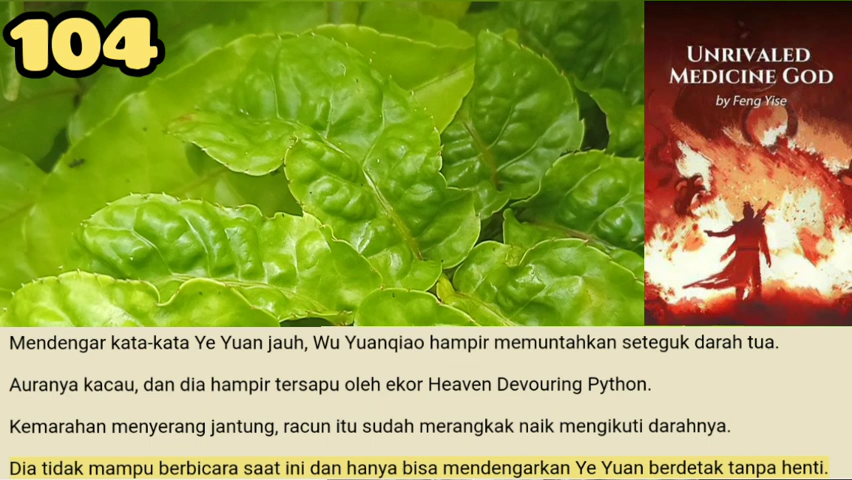 104
UNRIVALED
MEDICINE GOD
by Feng Yise
Mendengar kata-kata Ye Yuan jauh, Wu Yuanqiao hampir memuntahkan seteguk darah tua.
Auranya kacau, dan dia hampir tersapu oleh ekor Heaven Devouring Python.
Kemarahan menyerang jantung, racun itu sudah merangkak naik mengikuti darahnya.
Dia tidak mampu berbicara saat ini dan hanya bisa mendengarkan Ye Yuan berdetak tanpa henti.